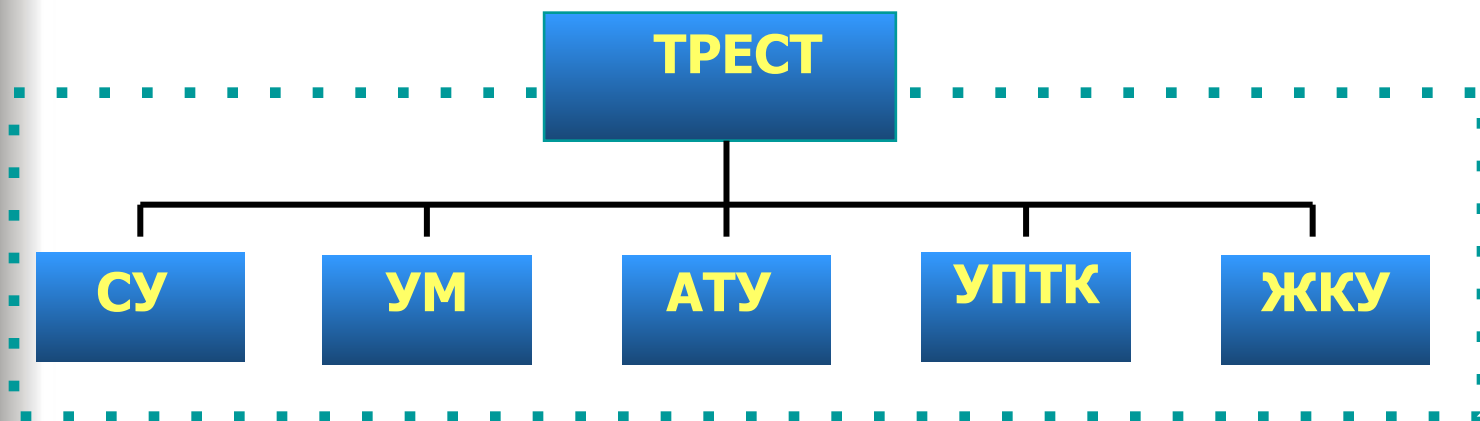 ТРЕСТ
СУ
УМ
АТУ
УПТК
ЖКУ